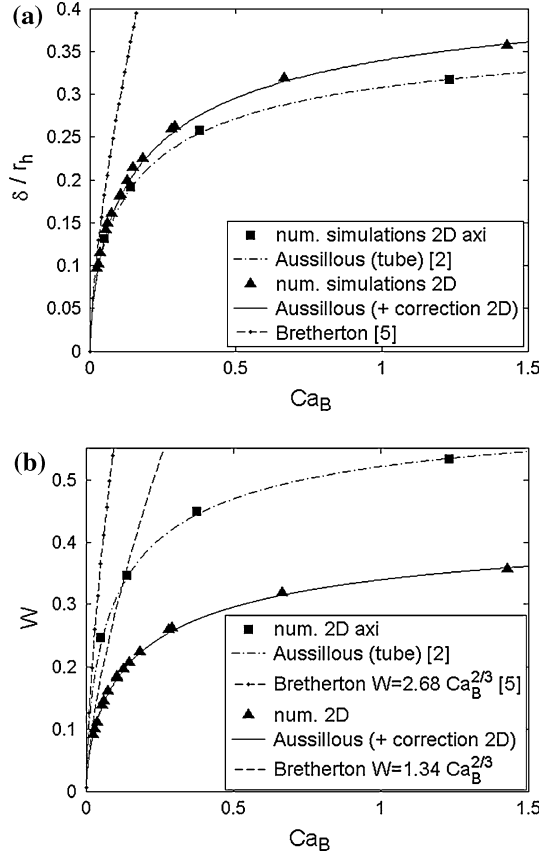 (a)
0.4
0.35
0.3
0.25
0.2
0.15
0.1
0.05
0
δ / r_h
num. simulations 2D axi
Aussillous (tube) [2]
num. simulations 2D
Aussillous (+ correction 2D)
Bretherton [5]
0 0.5 1 1.5
Ca_B
(b)
0.5
0.4
0.3
0.2
0.1
0
W
num. 2D axi
Aussillous (tube) [2]
Bretherton W=2.68 Ca_B^2/3 [5]
num. 2D
Aussillous (+ correction 2D)
Bretherton W=1.34 Ca_B^2/3
0 0.5 1 1.5
Ca_B